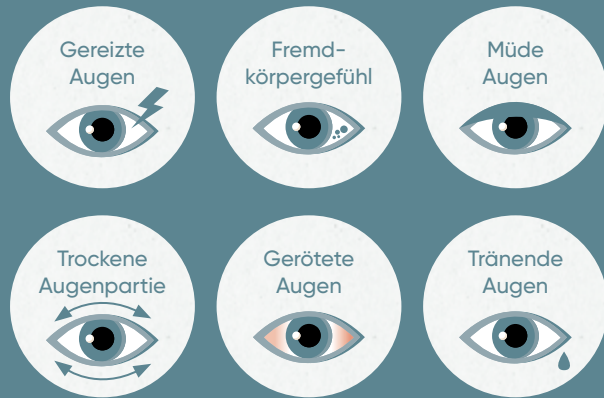 Gereizte
Augen
Fremd-
körpergefühl
Müde
Augen
Trockene
Augenpartie
Gerötete
Augen
Tränende
Augen